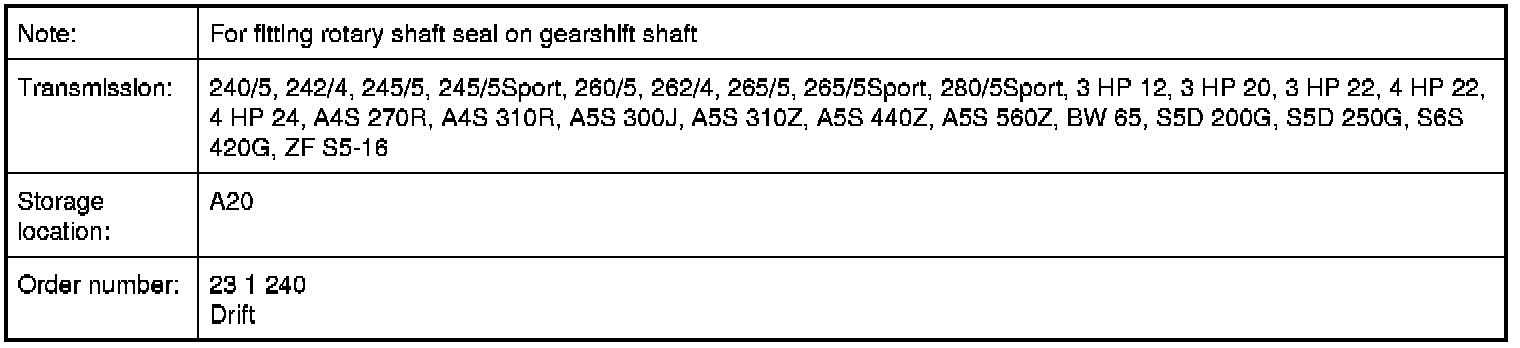 Note: For fitting rotary shaft seal on gearshift shaft
Transmission: 240/5, 242/4, 245/5, 245/5Sport, 260/5, 262/4, 265/5, 265/5Sport, 280/5Sport, 3 HP 12, 3 HP 20, 3 HP 22, 4 HP 22,
4 HP 24, A4S 270R, A4S 310R, A5S 300J, A5S 310Z, A5S 440Z, A5S 560Z, BW 65, S5D 200G, S5D 250G, S6S
420G, ZF S5-16
Storage location: A20
Order number: 23 1 240
Drift